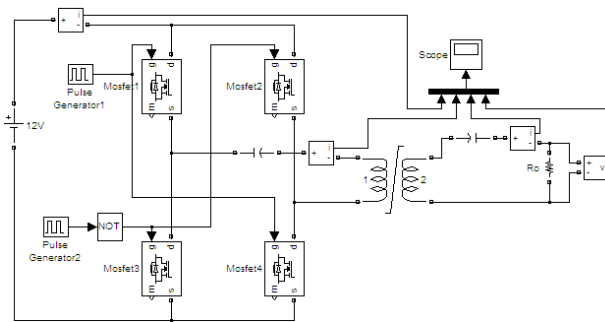 i
+
-
Scope
g
D
Mosfet1
m
s
g
D
Mosfet2
m
s
Pulse
Generator1
+
12V
+
i
-
+
i
-
1
2
Ro
+
-
v
NOT
Pulse
Generator2
g
D
Mosfet3
m
s
g
D
Mosfet4
m
s